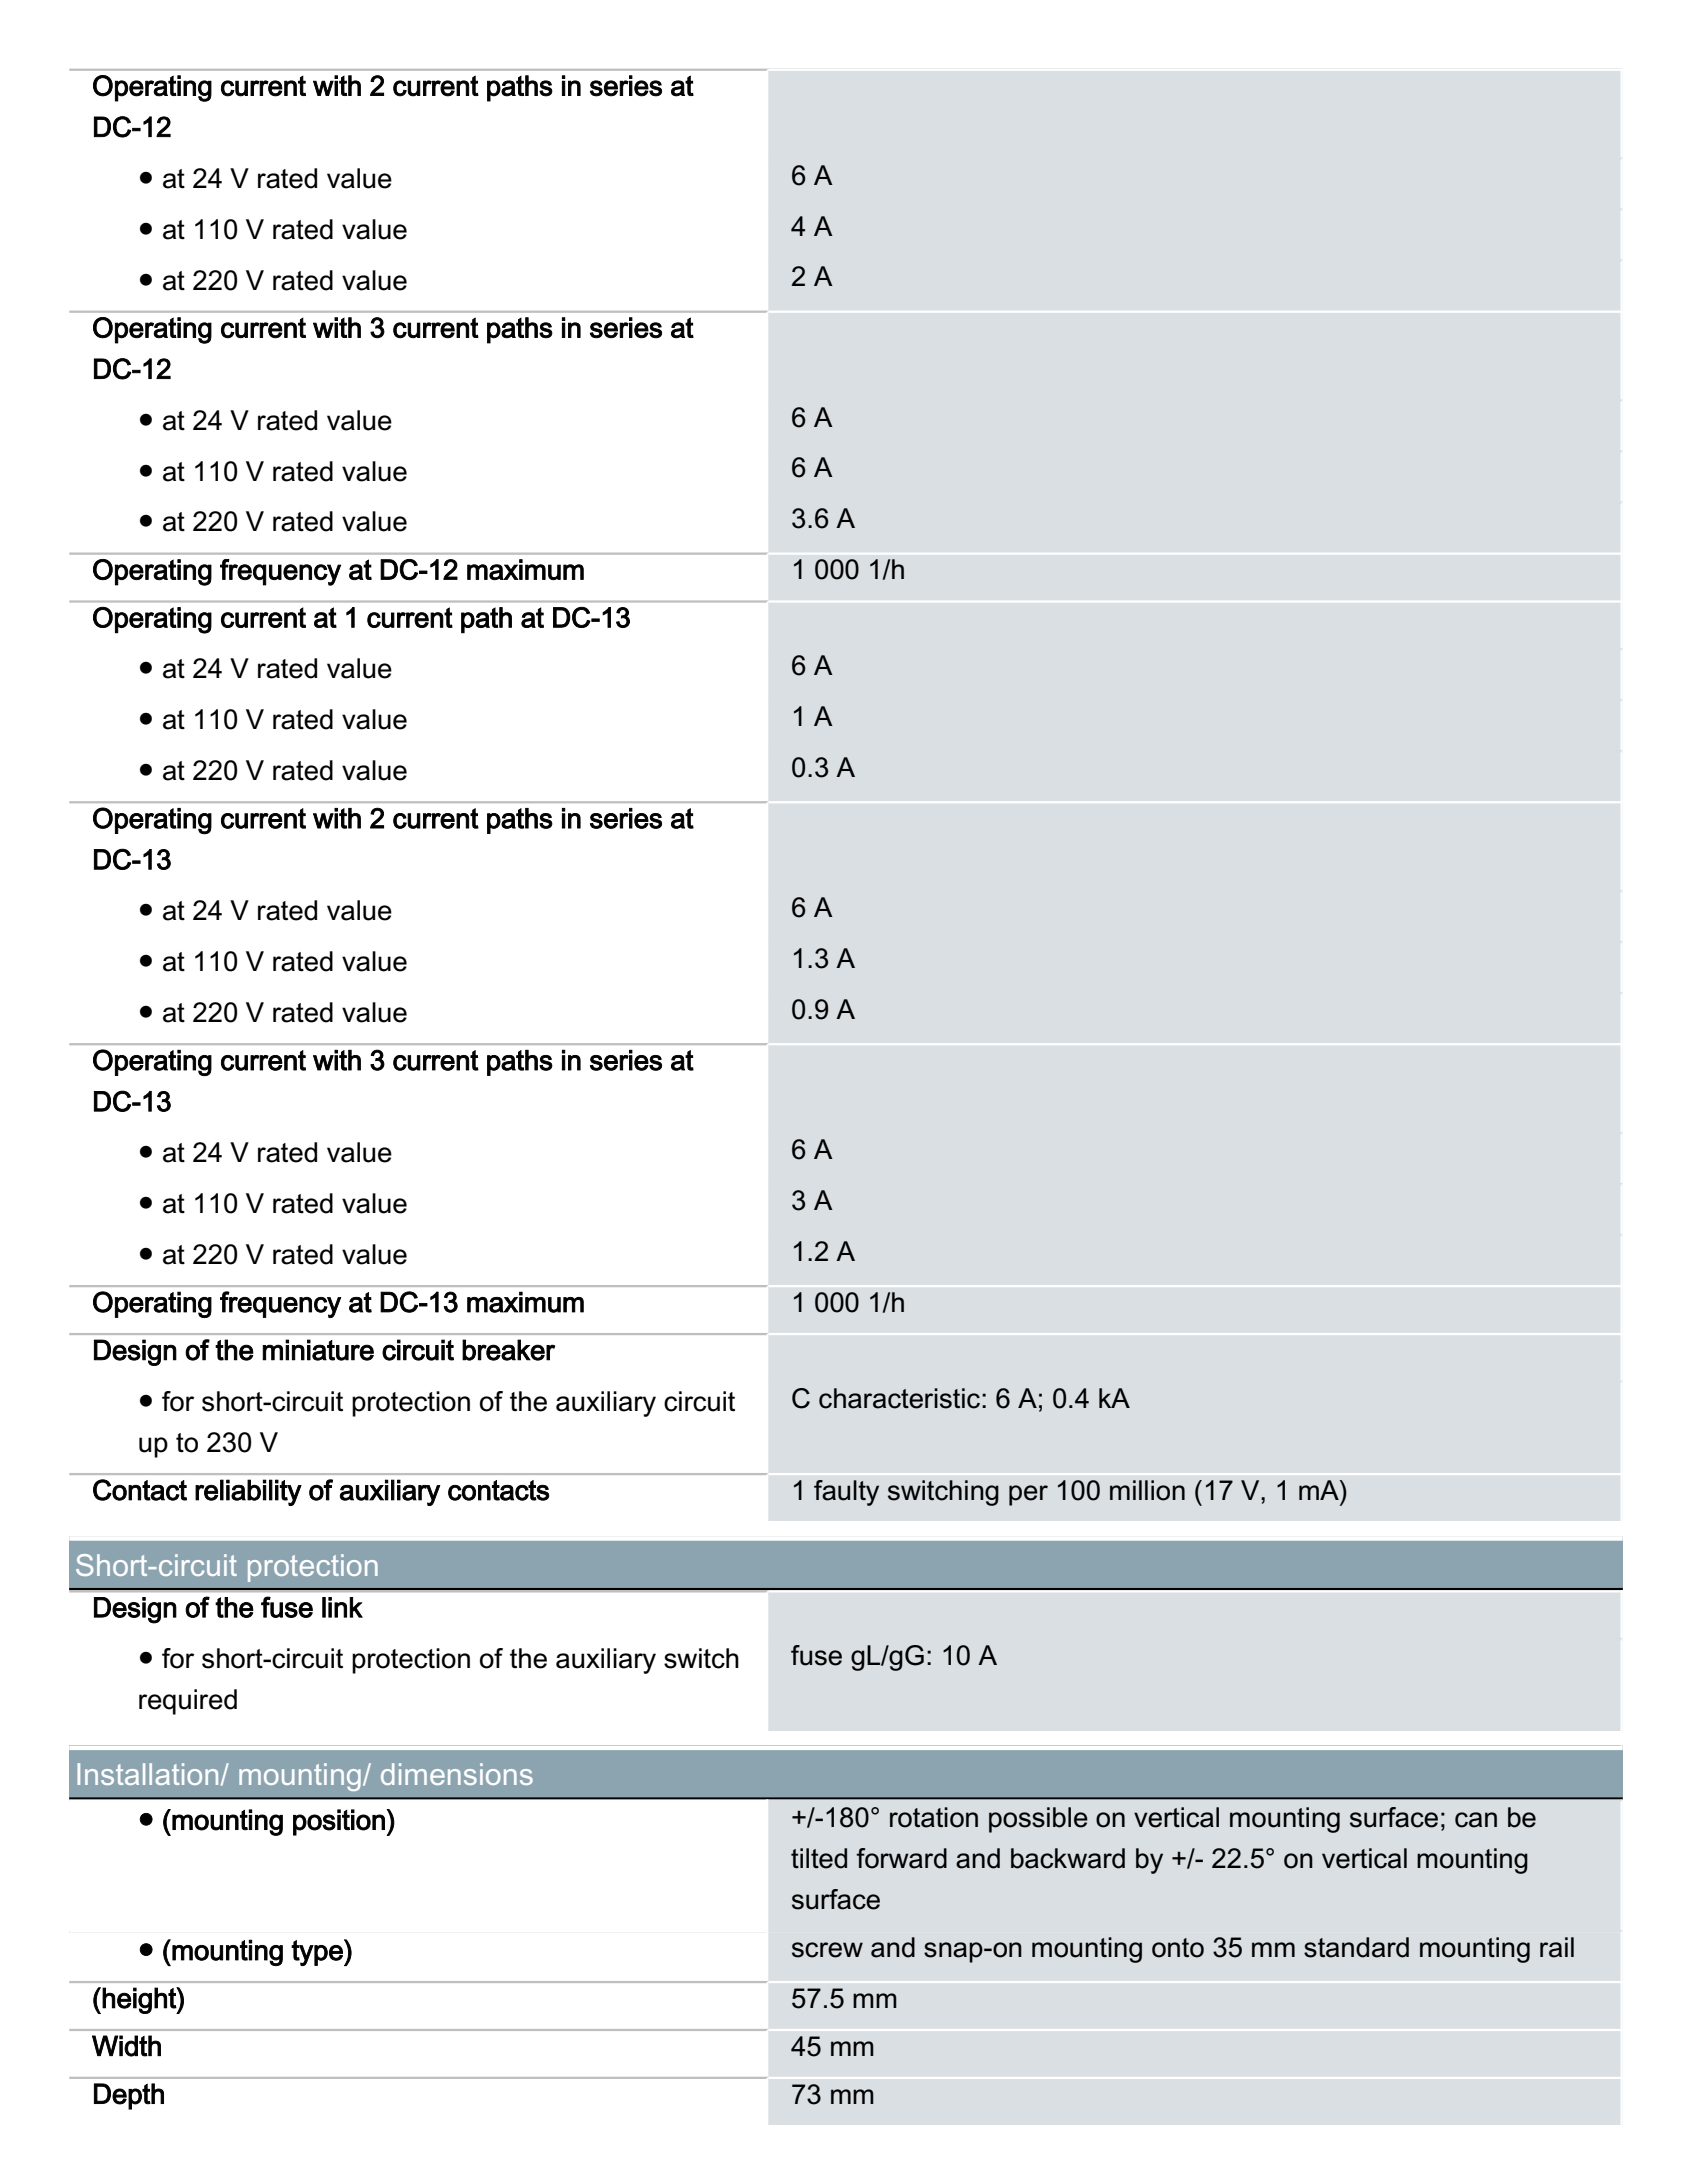 Operating current with 2 current paths in series at
DC-12
● at 24 V rated value
6 A
● at 110 V rated value
4 A
● at 220 V rated value
2 A
Operating current with 3 current paths in series at
DC-12
● at 24 V rated value
6 A
● at 110 V rated value
6 A
● at 220 V rated value
3.6 A
Operating frequency at DC-12 maximum
1 000 1/h
Operating current at 1 current path at DC-13
● at 24 V rated value
6 A
● at 110 V rated value
1 A
● at 220 V rated value
0.3 A
Operating current with 2 current paths in series at
DC-13
● at 24 V rated value
6 A
● at 110 V rated value
1.3 A
● at 220 V rated value
0.9 A
Operating current with 3 current paths in series at
DC-13
● at 24 V rated value
6 A
● at 110 V rated value
3 A
● at 220 V rated value
1.2 A
Operating frequency at DC-13 maximum
1 000 1/h
Design of the miniature circuit breaker
● for short-circuit protection of the auxiliary circuit
up to 230 V
C characteristic: 6 A; 0.4 kA
Contact reliability of auxiliary contacts
1 faulty switching per 100 million (17 V, 1 mA)
Short-circuit protection
Design of the fuse link
● for short-circuit protection of the auxiliary switch
required
fuse gL/gG: 10 A
Installation/ mounting/ dimensions
● (mounting position)
+/-180° rotation possible on vertical mounting surface; can be
tilted forward and backward by +/- 22.5° on vertical mounting
surface
● (mounting type)
screw and snap-on mounting onto 35 mm standard mounting rail
(height)
57.5 mm
Width
45 mm
Depth
73 mm